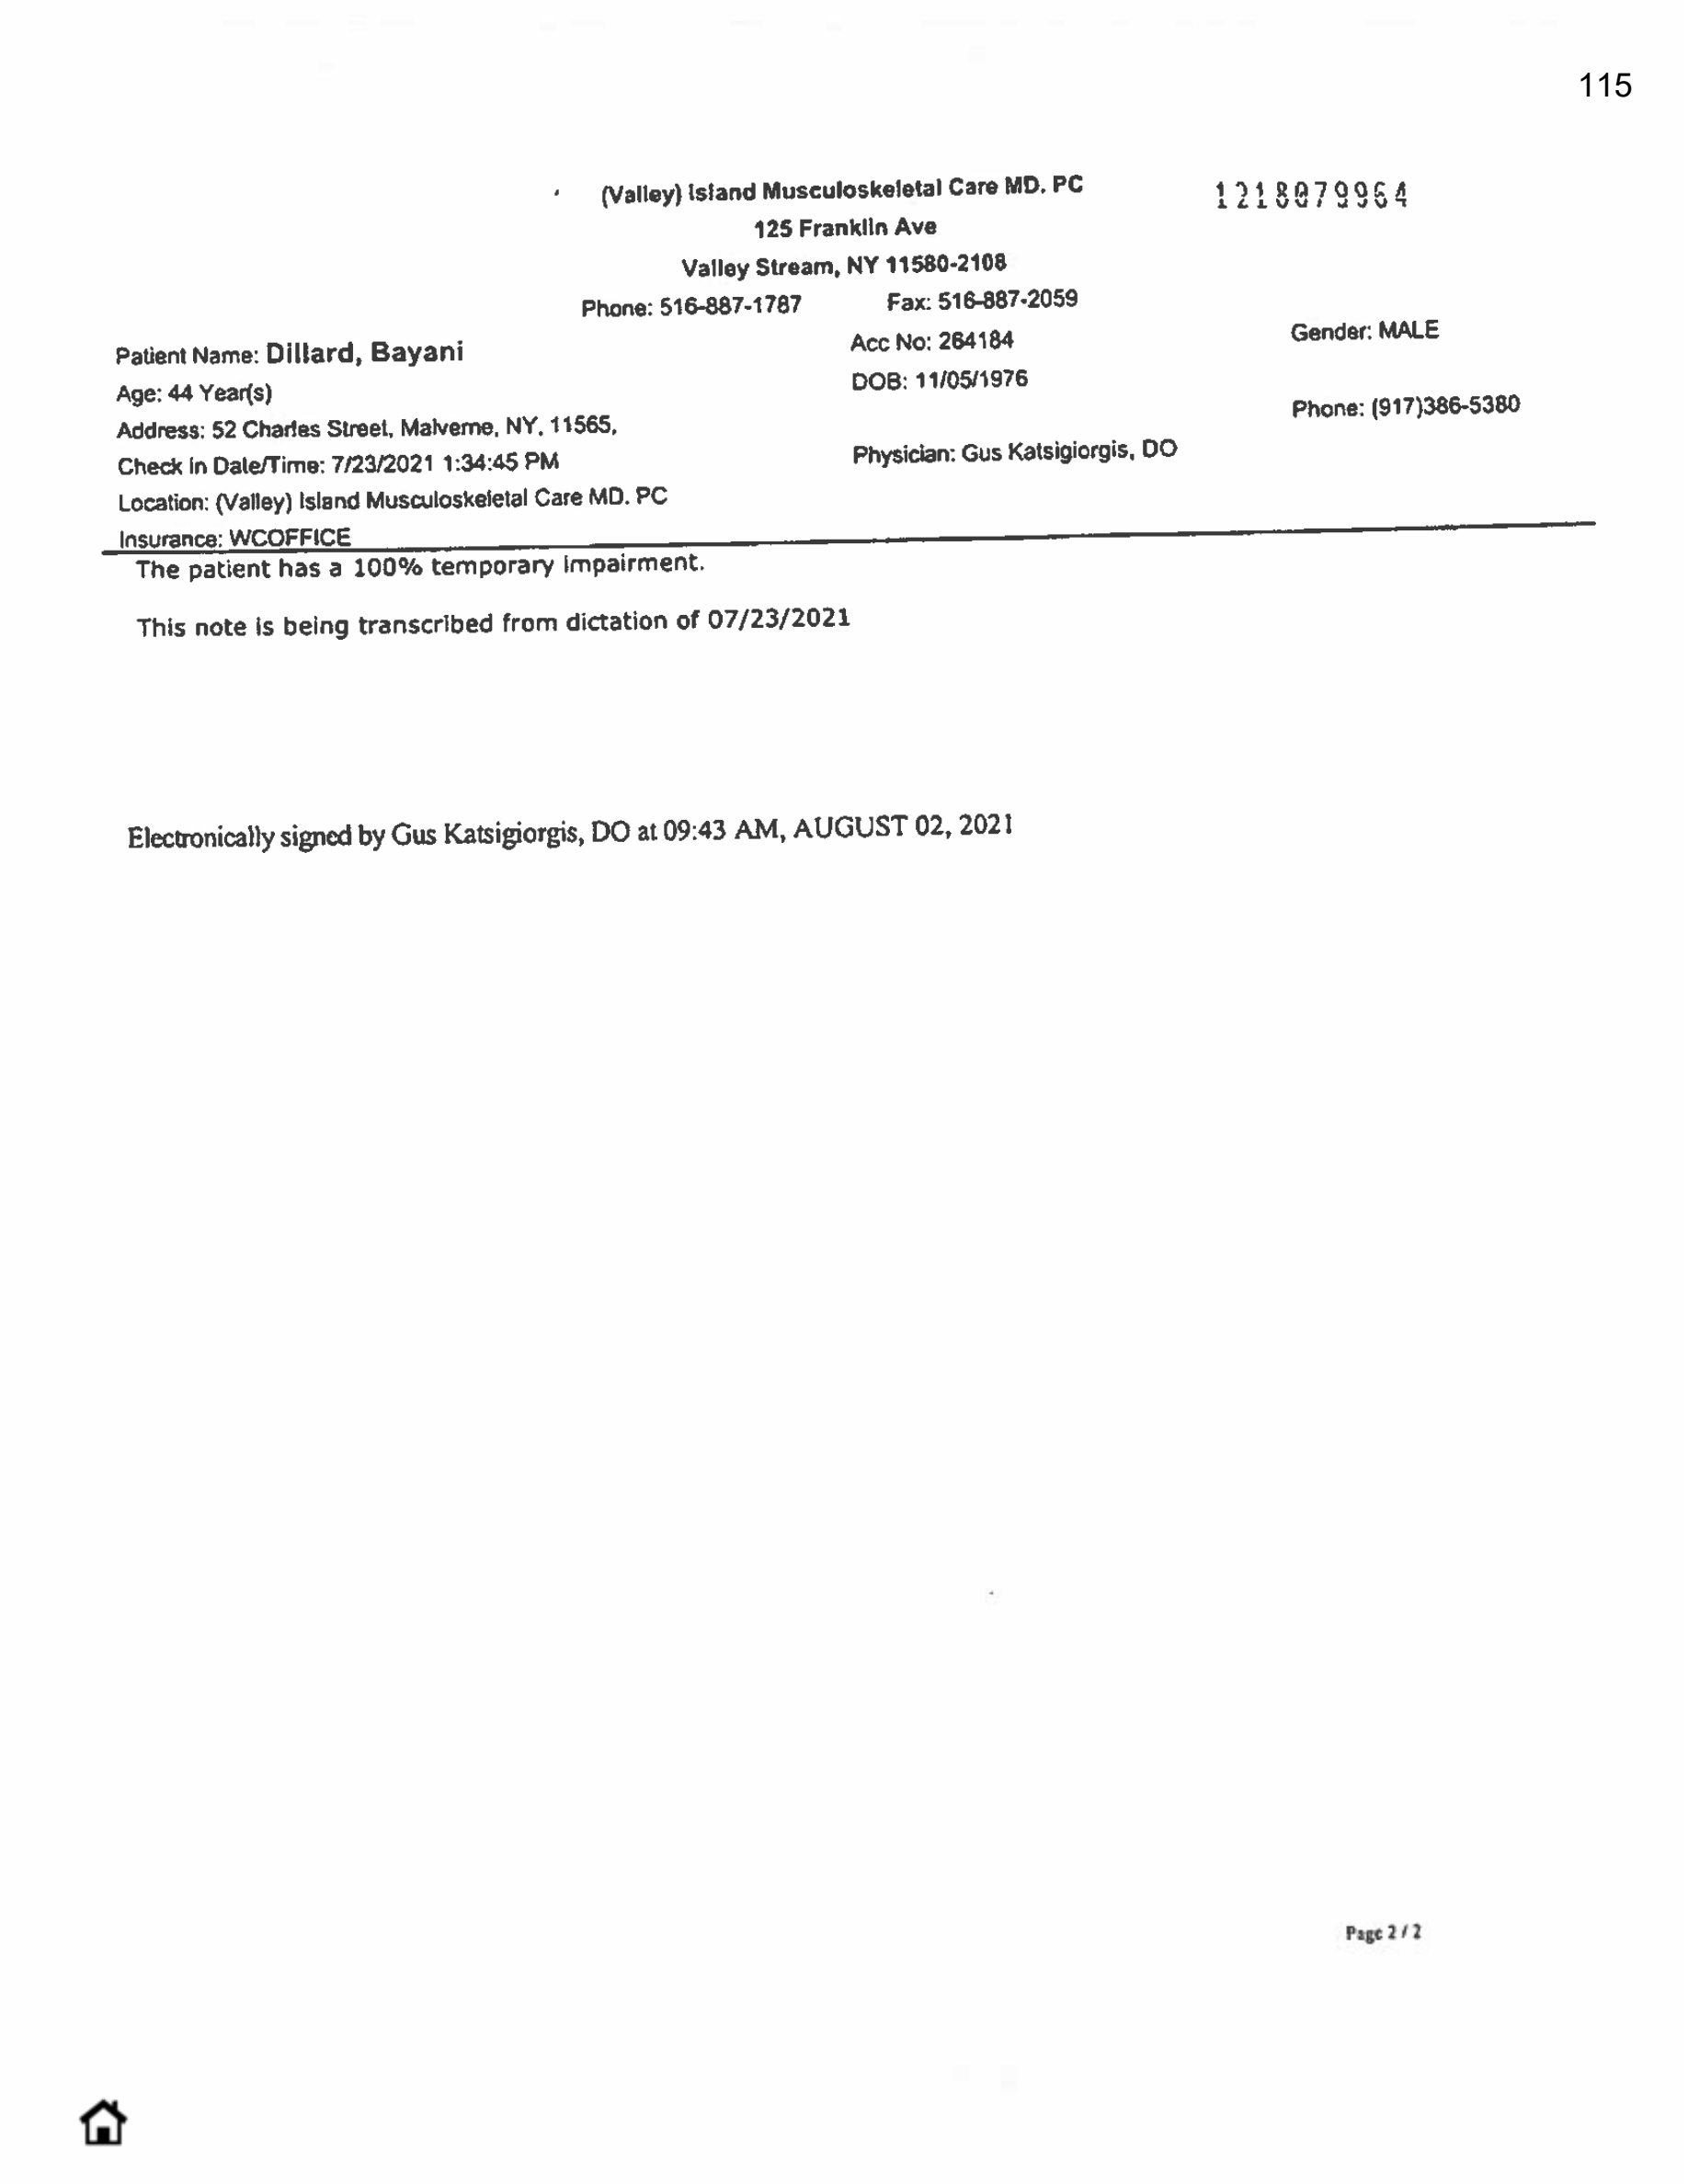 115
(Valley) Island Musculoskeletal Care MD. PC
125 Franklin Ave
Valley Stream, NY 11580-2108
Phone: 516-887-1787 Fax: 516-887-2059
Patient Name: Dillard, Bayani Acc No: 264184 Gender: MALE
Age: 44 Year(s) DOB: 11/05/1976
Address: 52 Charles Street, Malverne, NY, 11565, Phone: (917)386-5380
Check in Date/Time: 7/23/2021 1:34:45 PM Physician: Gus Katsigiorgis, DO
Location: (Valley) Island Musculoskeletal Care MD. PC
Insurance: WCOFFICE
The patient has a 100% temporary impairment.
This note is being transcribed from dictation of 07/23/2021
Electronically signed by Gus Katsigiorgis, DO at 09:43 AM, AUGUST 02, 2021
Page 2 / 2